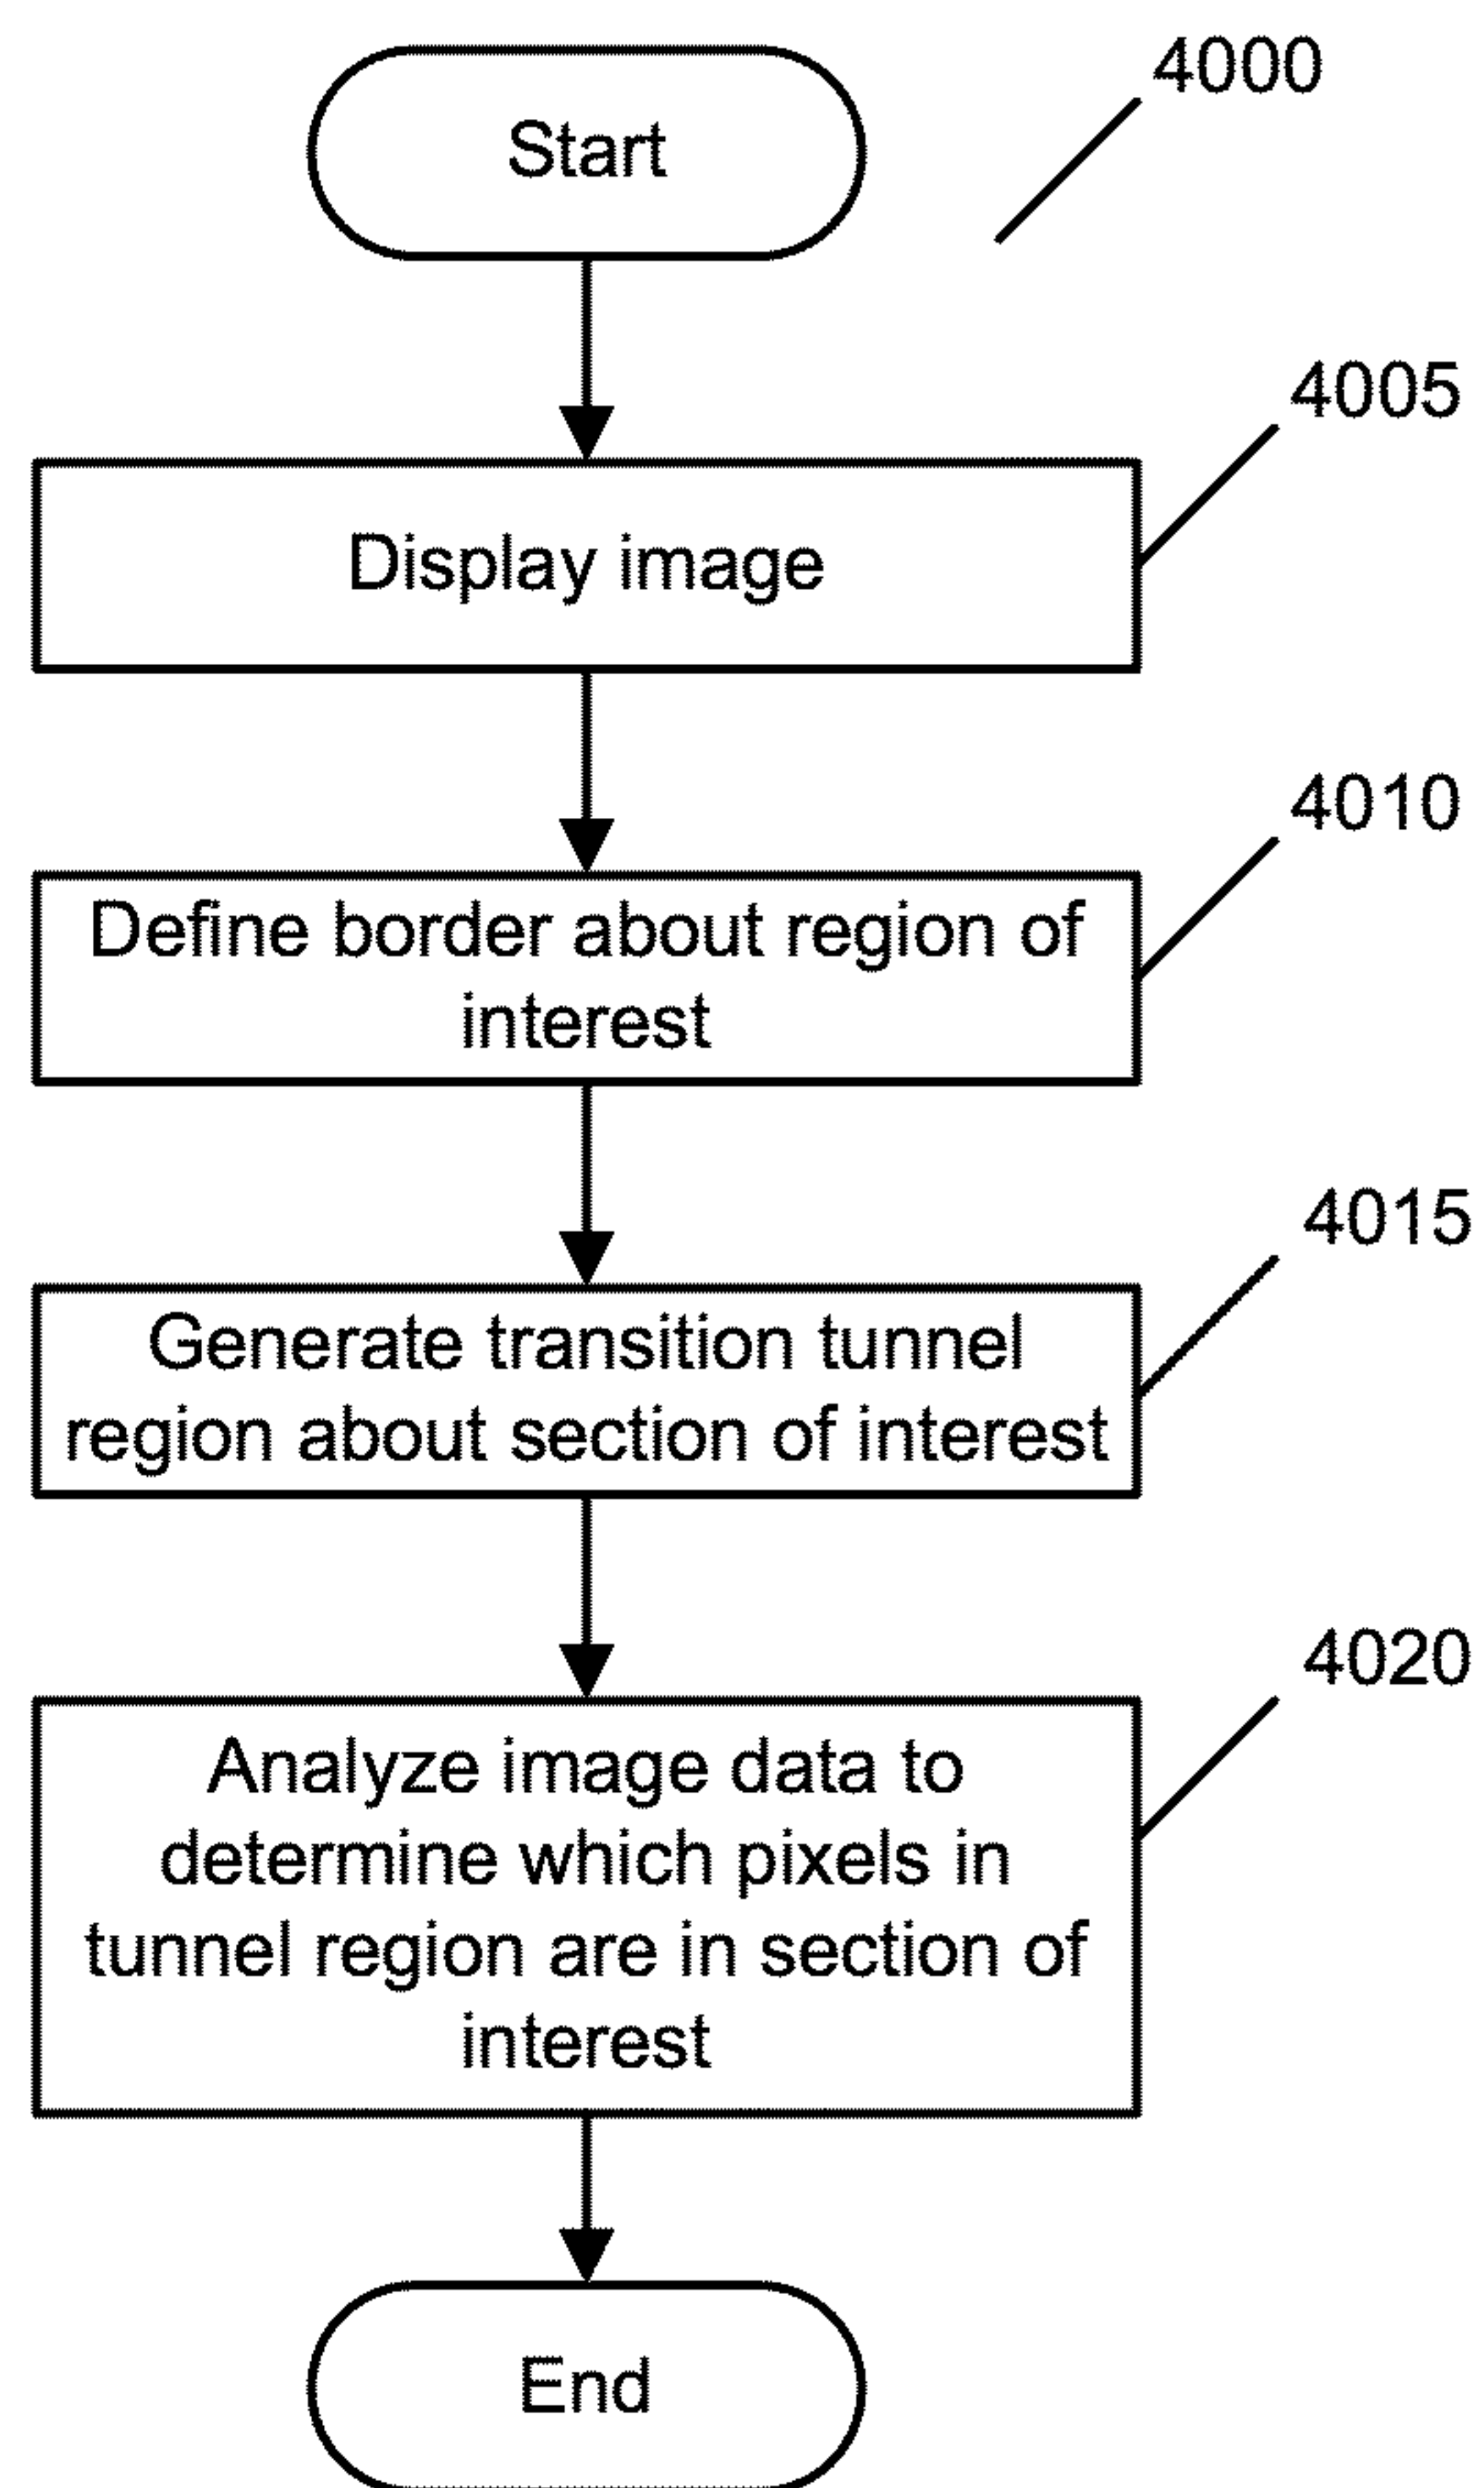 4000
Start
4005
Display image
4010
Define border about region of
interest
4015
Generate transition tunnel
region about section of interest
4020
Analyze image data to
determine which pixels in
tunnel region are in section of
interest
End